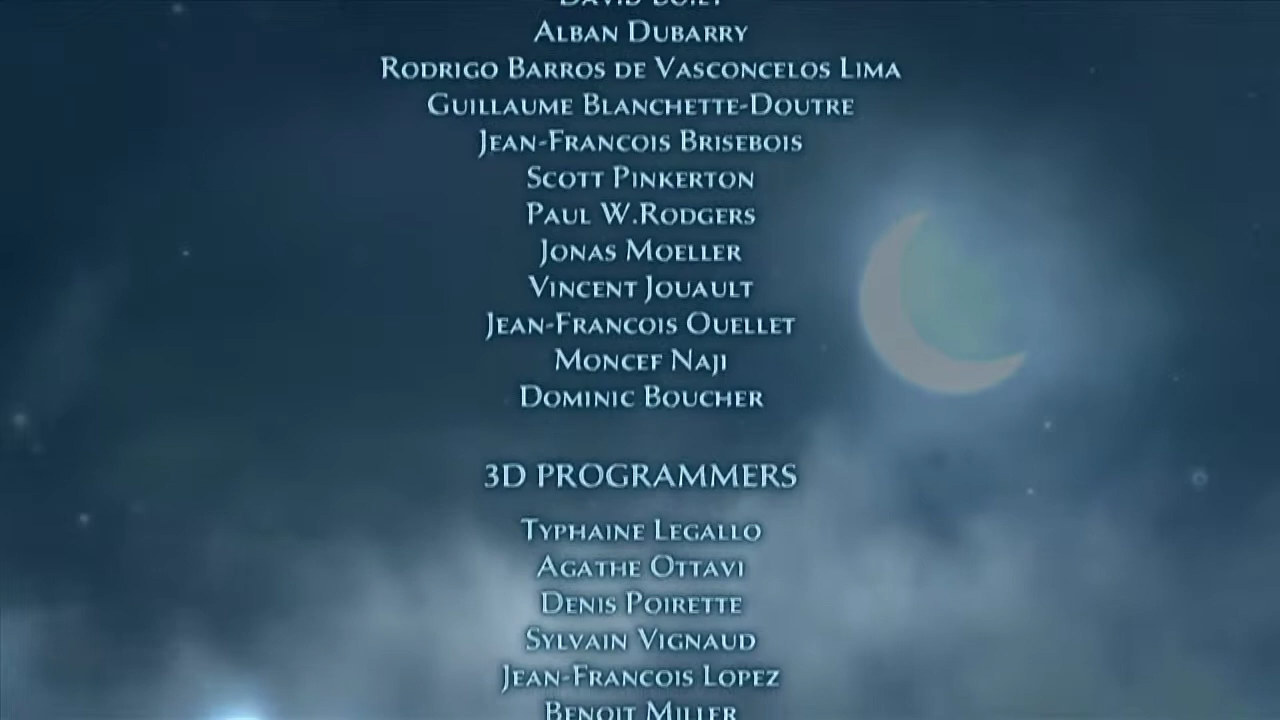 Alban Dubarry
Rodrigo Barros de Vasconcelos Lima
Guillaume Blanchette-Doutre
Jean-Francois Brisebois
Scott Pinkerton
Paul W.Rodgers
Jonas Moeller
Vincent Jouault
Jean-Francois Ouellet
Moncef Naji
Dominic Boucher
3D PROGRAMMERS
Typhaine Legallo
Agathe Ottavi
Denis Poirette
Sylvain Vignaud
Jean-Francois Lopez
Benoit Miller